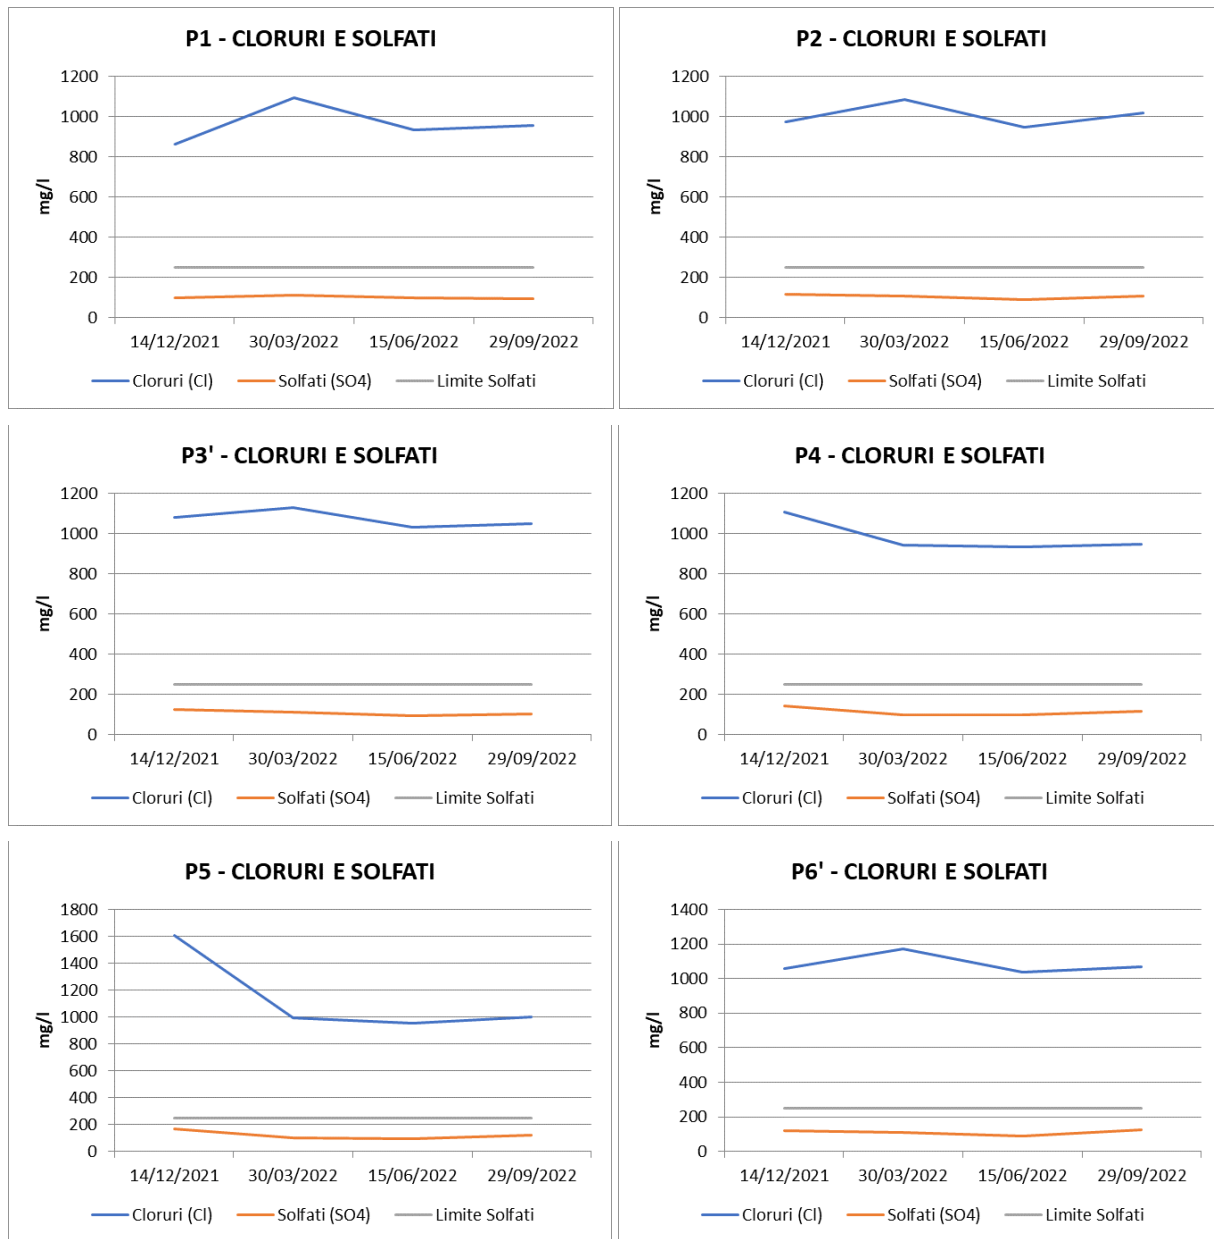 P1 - CLORURI E SOLFATI
1200
1000
800
600
400
200
0
mg/l
14/12/2021 30/03/2022 15/06/2022 29/09/2022
Cloruri (Cl) Solfati (SO4) Limite Solfati
P2 - CLORURI E SOLFATI
1200
1000
800
600
400
200
0
mg/l
14/12/2021 30/03/2022 15/06/2022 29/09/2022
Cloruri (Cl) Solfati (SO4) Limite Solfati
P3' - CLORURI E SOLFATI
1200
1000
800
600
400
200
0
mg/l
14/12/2021 30/03/2022 15/06/2022 29/09/2022
Cloruri (Cl) Solfati (SO4) Limite Solfati
P4 - CLORURI E SOLFATI
1200
1000
800
600
400
200
0
mg/l
14/12/2021 30/03/2022 15/06/2022 29/09/2022
Cloruri (Cl) Solfati (SO4) Limite Solfati
P5 - CLORURI E SOLFATI
1800
1600
1400
1200
1000
800
600
400
200
0
mg/l
14/12/2021 30/03/2022 15/06/2022 29/09/2022
Cloruri (Cl) Solfati (SO4) Limite Solfati
P6' - CLORURI E SOLFATI
1400
1200
1000
800
600
400
200
0
mg/l
14/12/2021 30/03/2022 15/06/2022 29/09/2022
Cloruri (Cl) Solfati (SO4) Limite Solfati